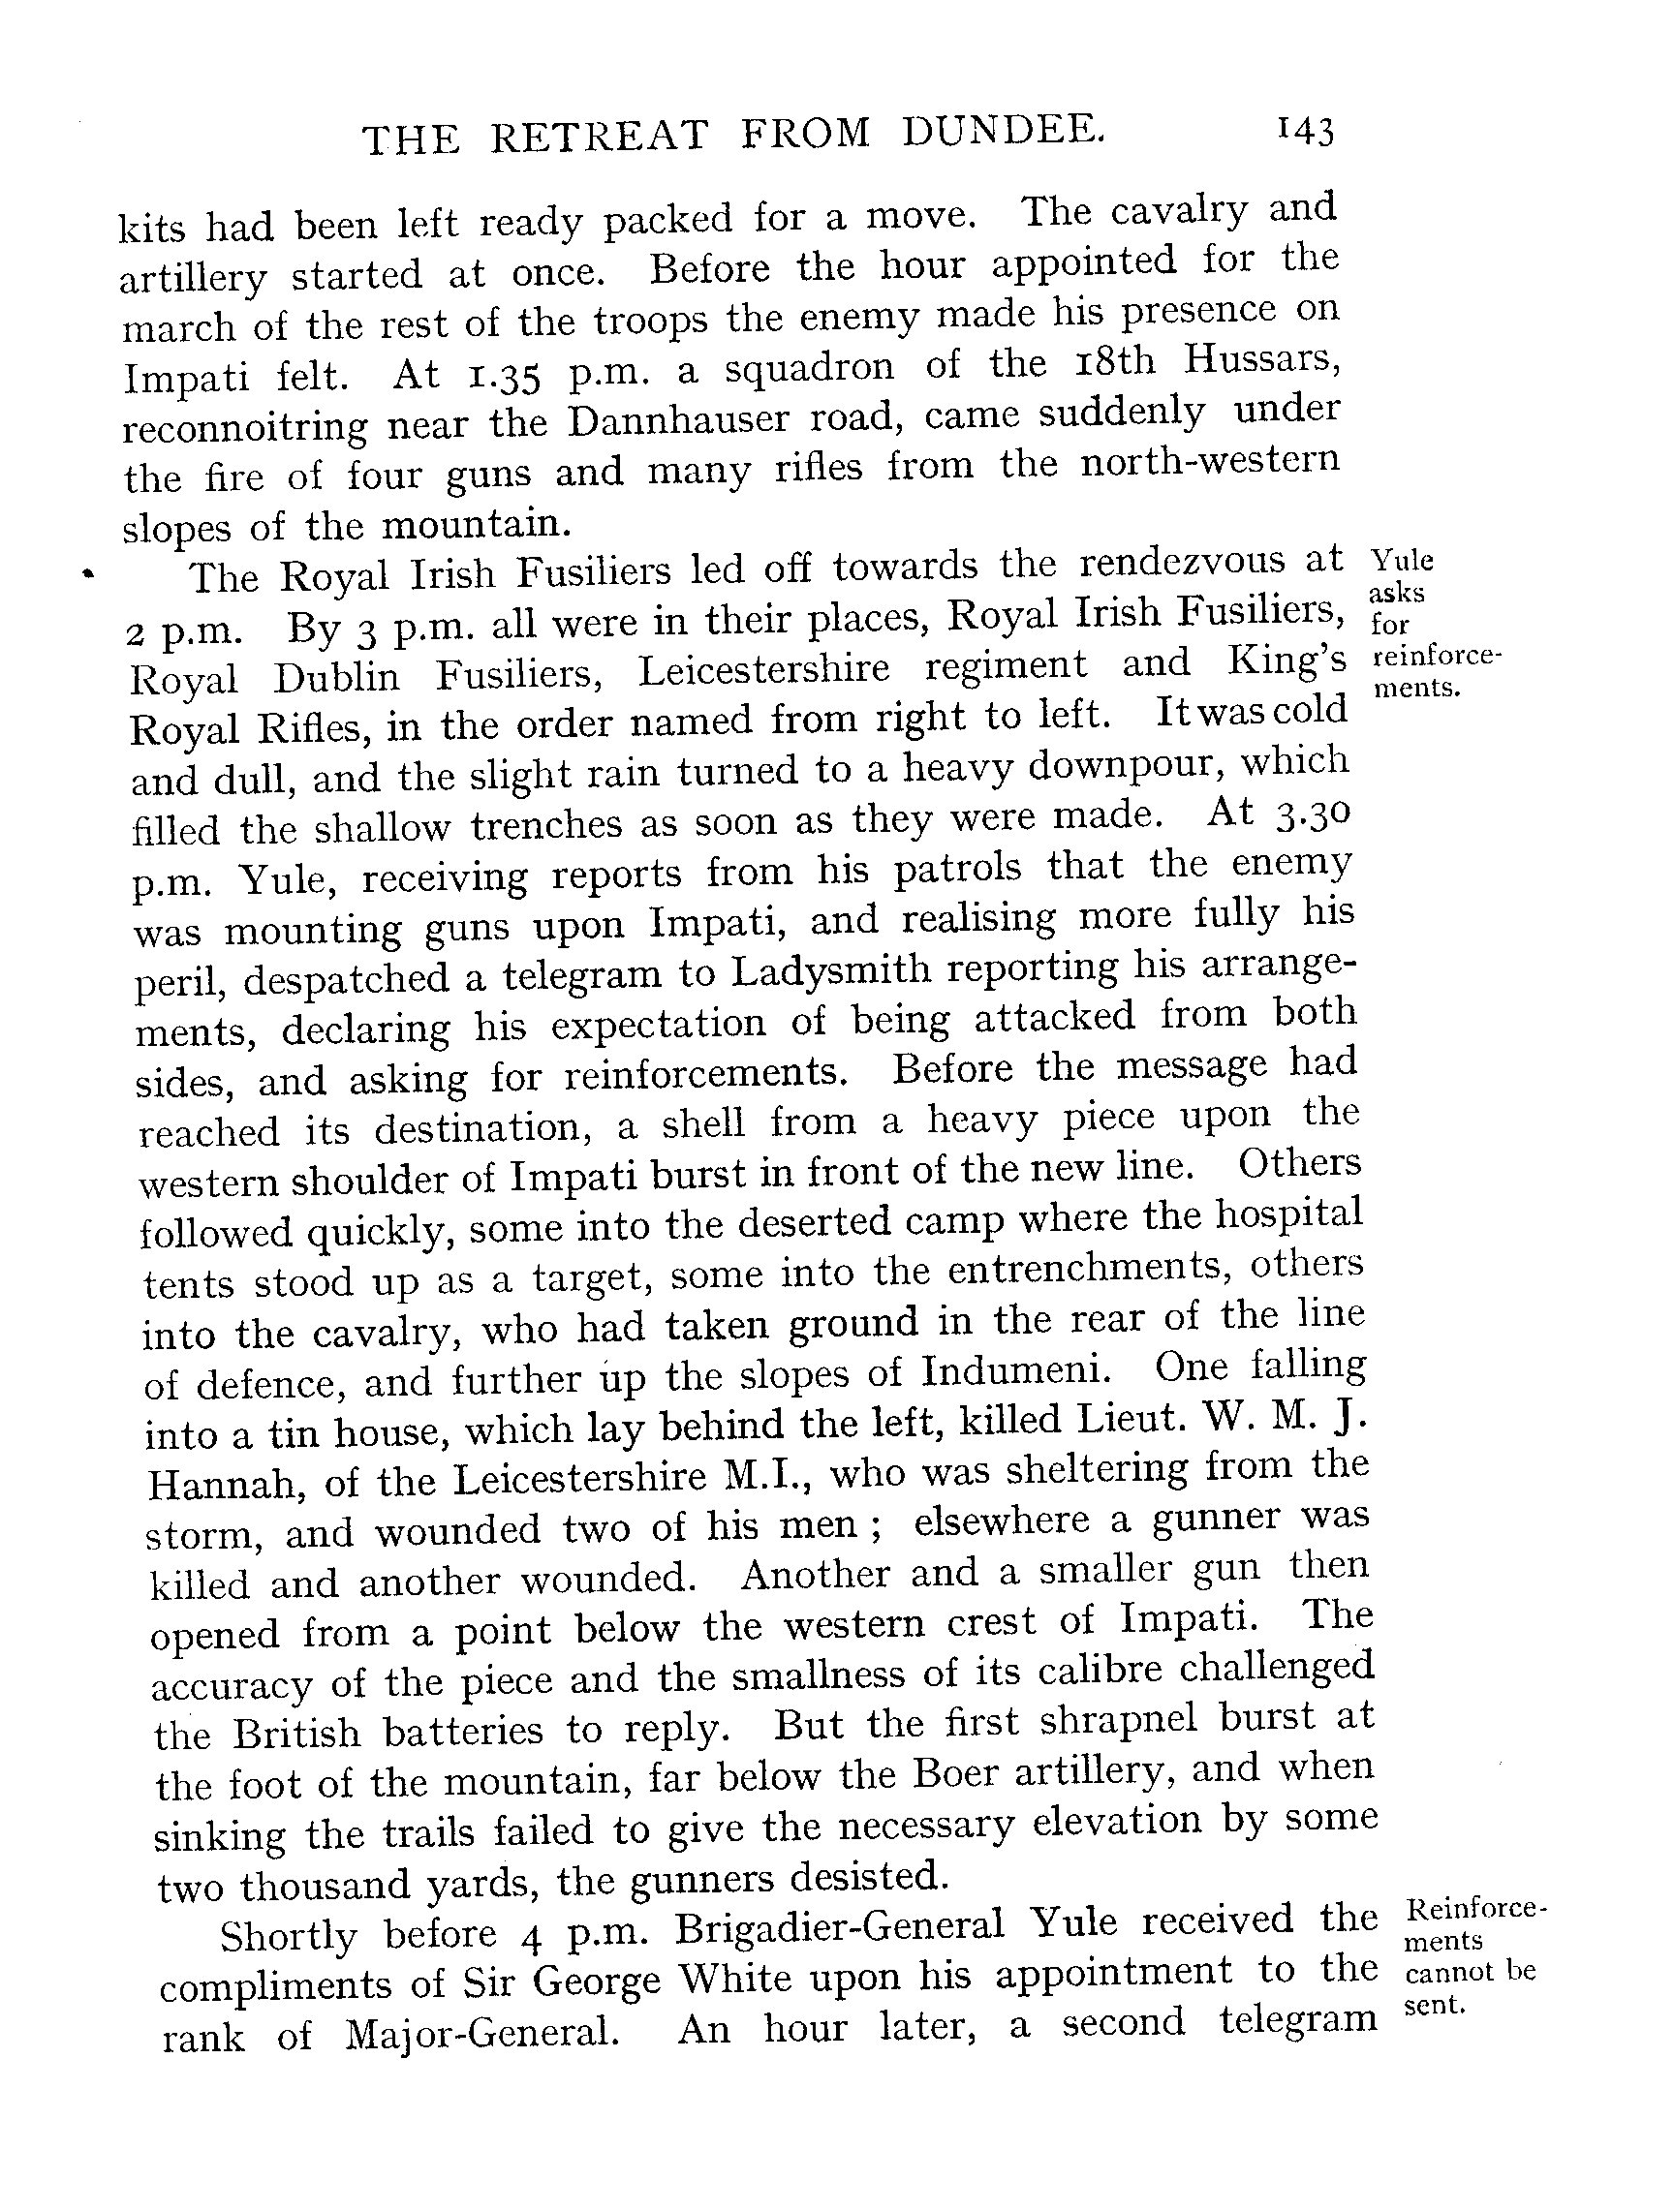 THE RETREAT FROM DUNDEE. 143
kits had been left ready packed for a move. The cavalry and
artillery started at once. Before the hour appointed for the
march of the rest of the troops the enemy made his presence on
Impati felt. At 1.35 p.m. a squadron of the 18th Hussars,
reconnoitring near the Dannhauser road, came suddenly under
the fire of four guns and many rifles from the north-western
slopes of the mountain.
The Royal Irish Fusiliers led off towards the rendezvous at
2 p.m. By 3 p.m. all were in their places, Royal Irish Fusiliers,
Royal Dublin Fusiliers, Leicestershire regiment and King's
Royal Rifles, in the order named from right to left. It was cold
and dull, and the slight rain turned to a heavy downpour, which
filled the shallow trenches as soon as they were made. At 3.30
p.m. Yule, receiving reports from his patrols that the enemy
was mounting guns upon Impati, and realising more fully his
peril, despatched a telegram to Ladysmith reporting his arrange-
ments, declaring his expectation of being attacked from both
sides, and asking for reinforcements. Before the message had
reached its destination, a shell from a heavy piece upon the
western shoulder of Impati burst in front of the new line. Others
followed quickly, some into the deserted camp where the hospital
tents stood up as a target, some into the entrenchments, others
into the cavalry, who had taken ground in the rear of the line
of defence, and further up the slopes of Indumeni. One falling
into a tin house, which lay behind the left, killed Lieut. W. M. J.
Hannah, of the Leicestershire M.I., who was sheltering from the
storm, and wounded two of his men ; elsewhere a gunner was
killed and another wounded. Another and a smaller gun then
opened from a point below the western crest of Impati. The
accuracy of the piece and the smallness of its calibre challenged
the British batteries to reply. But the first shrapnel burst at
the foot of the mountain, far below the Boer artillery, and when
sinking the trails failed to give the necessary elevation by some
two thousand yards, the gunners desisted.
Shortly before 4 p.m. Brigadier-General Yule received the
compliments of Sir George White upon his appointment to the
rank of Major-General. An hour later, a second telegram
Yule
asks
for
reinforce-
ments.
Reinforce-
ments
cannot be
sent.